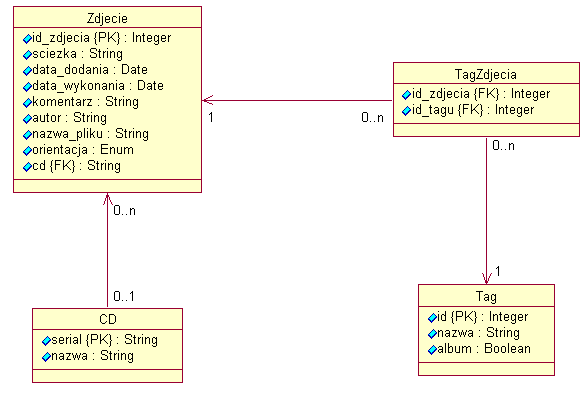 Zdjecie
id_zdjecia {PK} : Integer
sciezka : String
data_dodania : Date
data_wykonania : Date
komentarz : String
autor : String
nazwa_pliku : String
orientacja : Enum
cd {FK} : String
TagZdjecia
id_zdjecia {FK} : Integer
id_tagu {FK} : Integer
1
0..n
0..n
1
0..n
0..1
CD
serial {PK} : String
nazwa : String
Tag
id {PK} : Integer
nazwa : String
album : Boolean